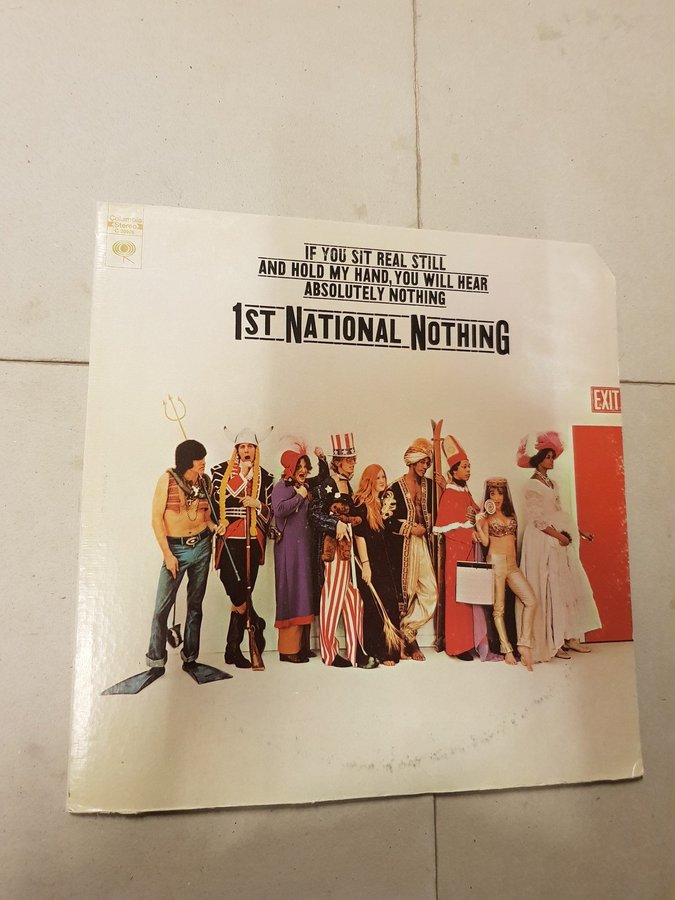 Columbia
Stereo
IF YOU SIT REAL STILL
AND HOLD MY HAND, YOU WILL HEAR
ABSOLUTELY NOTHING
1ST NATIONAL NOTHING
EXIT